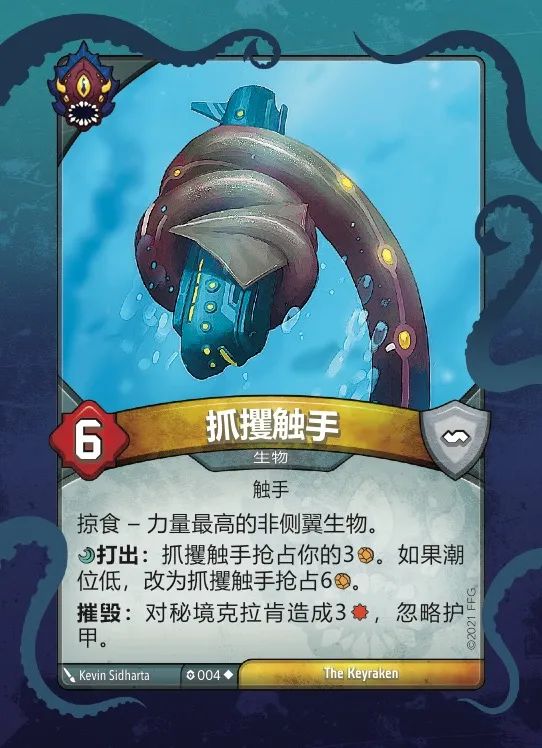 6
抓攫触手
生物
触手
掠食 – 力量最高的非侧翼生物。
打出：抓攫触手抢占你的3。如果潮
位低，改为抓攫触手抢占6。
摧毁：对秘境克拉肯造成3，忽略护
甲。
©2021 FFG
Kevin Sidharta
004
The Keyraken